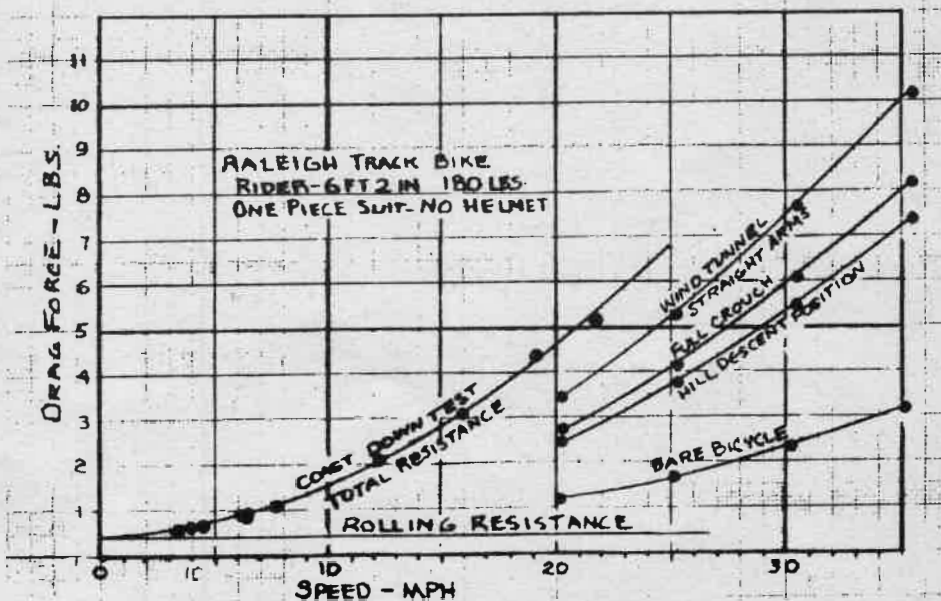 11
10
9
8
7
6
5
4
3
2
1
DRAG FORCE - LBS.
RALEIGH TRACK BIKE
RIDER-6FT 2 IN 180 LBS.
ONE PIECE SUIT-NO HELMET
WIND TUNNEL
STRAIGHT ARMS
FULL CROUCH
HILL DESCENT POSITION
COAST DOWN TEST
TOTAL RESISTANCE
BARE BICYCLE
ROLLING RESISTANCE
0
10
20
30
SPEED - MPH